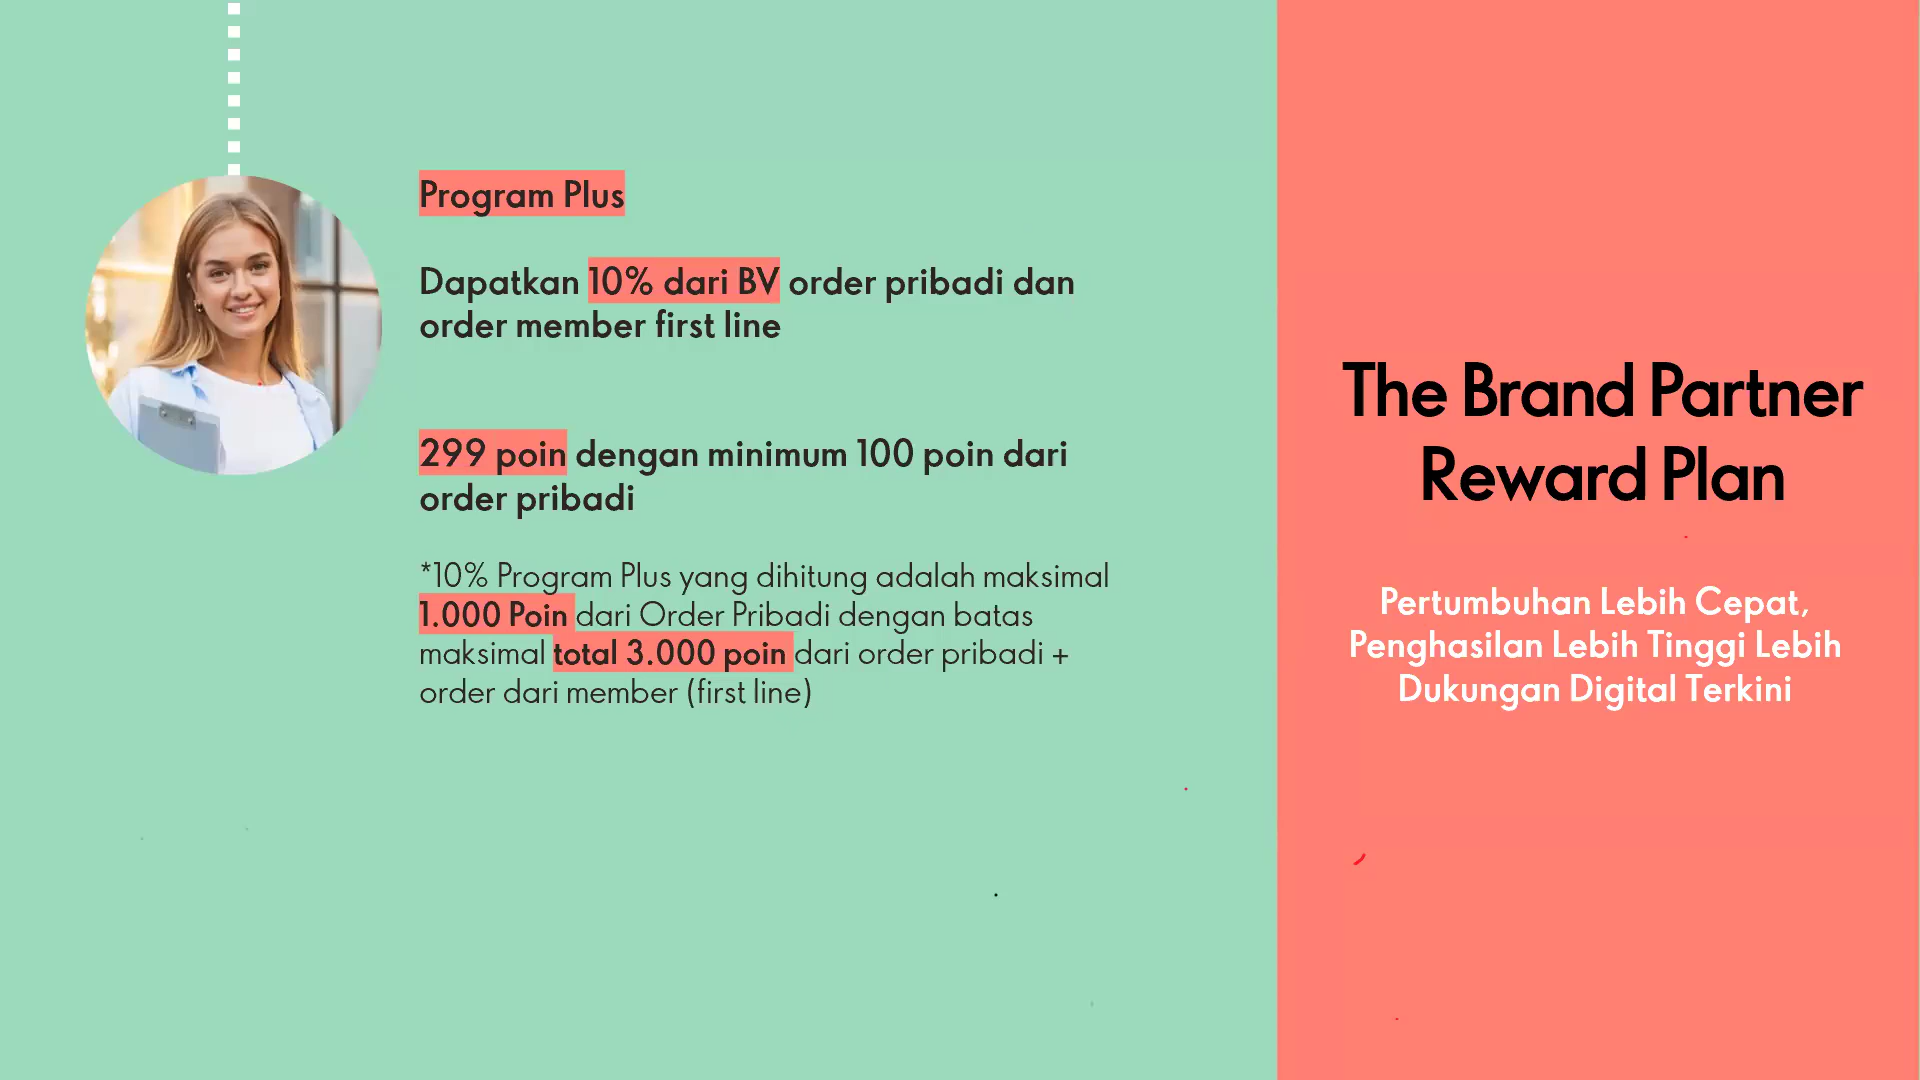 Program Plus
Dapatkan 10% dari BV order pribadi dan
order member first line
299 poin dengan minimum 100 poin dari
order pribadi
*10% Program Plus yang dihitung adalah maksimal
1.000 Poin dari Order Pribadi dengan batas
maksimal total 3.000 poin dari order pribadi +
order dari member (first line)
The Brand Partner
Reward Plan
Pertumbuhan Lebih Cepat,
Penghasilan Lebih Tinggi Lebih
Dukungan Digital Terkini